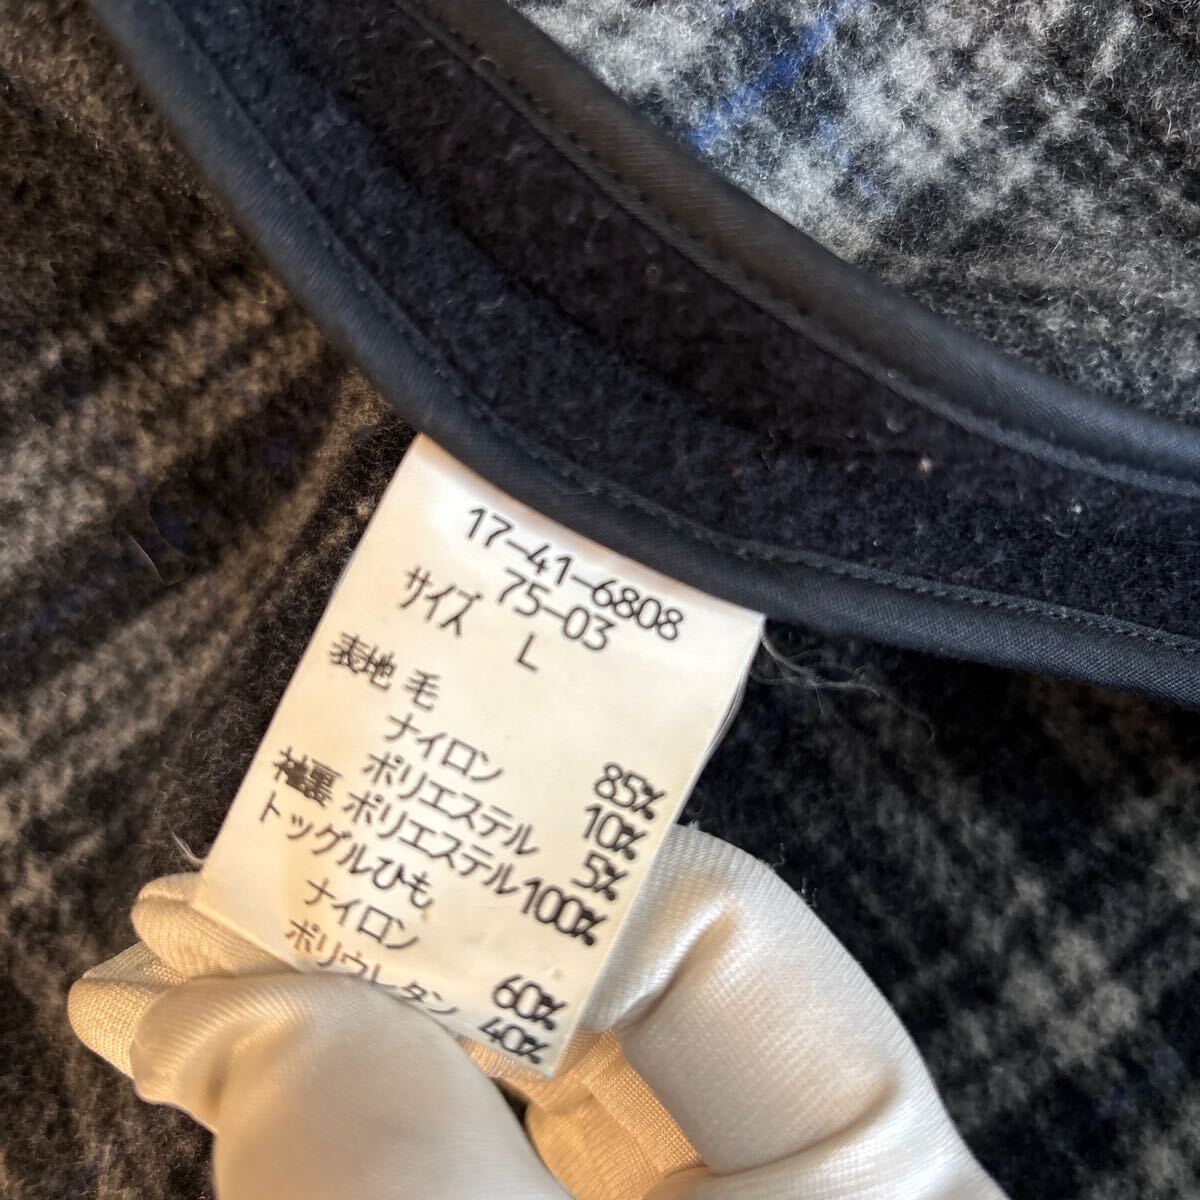 17-41-6808
75-03
サイズ L
表地 毛 85%
ナイロン 10%
ポリエステル 5%
袖裏 ポリエステル 100%
トッグルひも
ナイロン 60%
ポリウレタン 40%